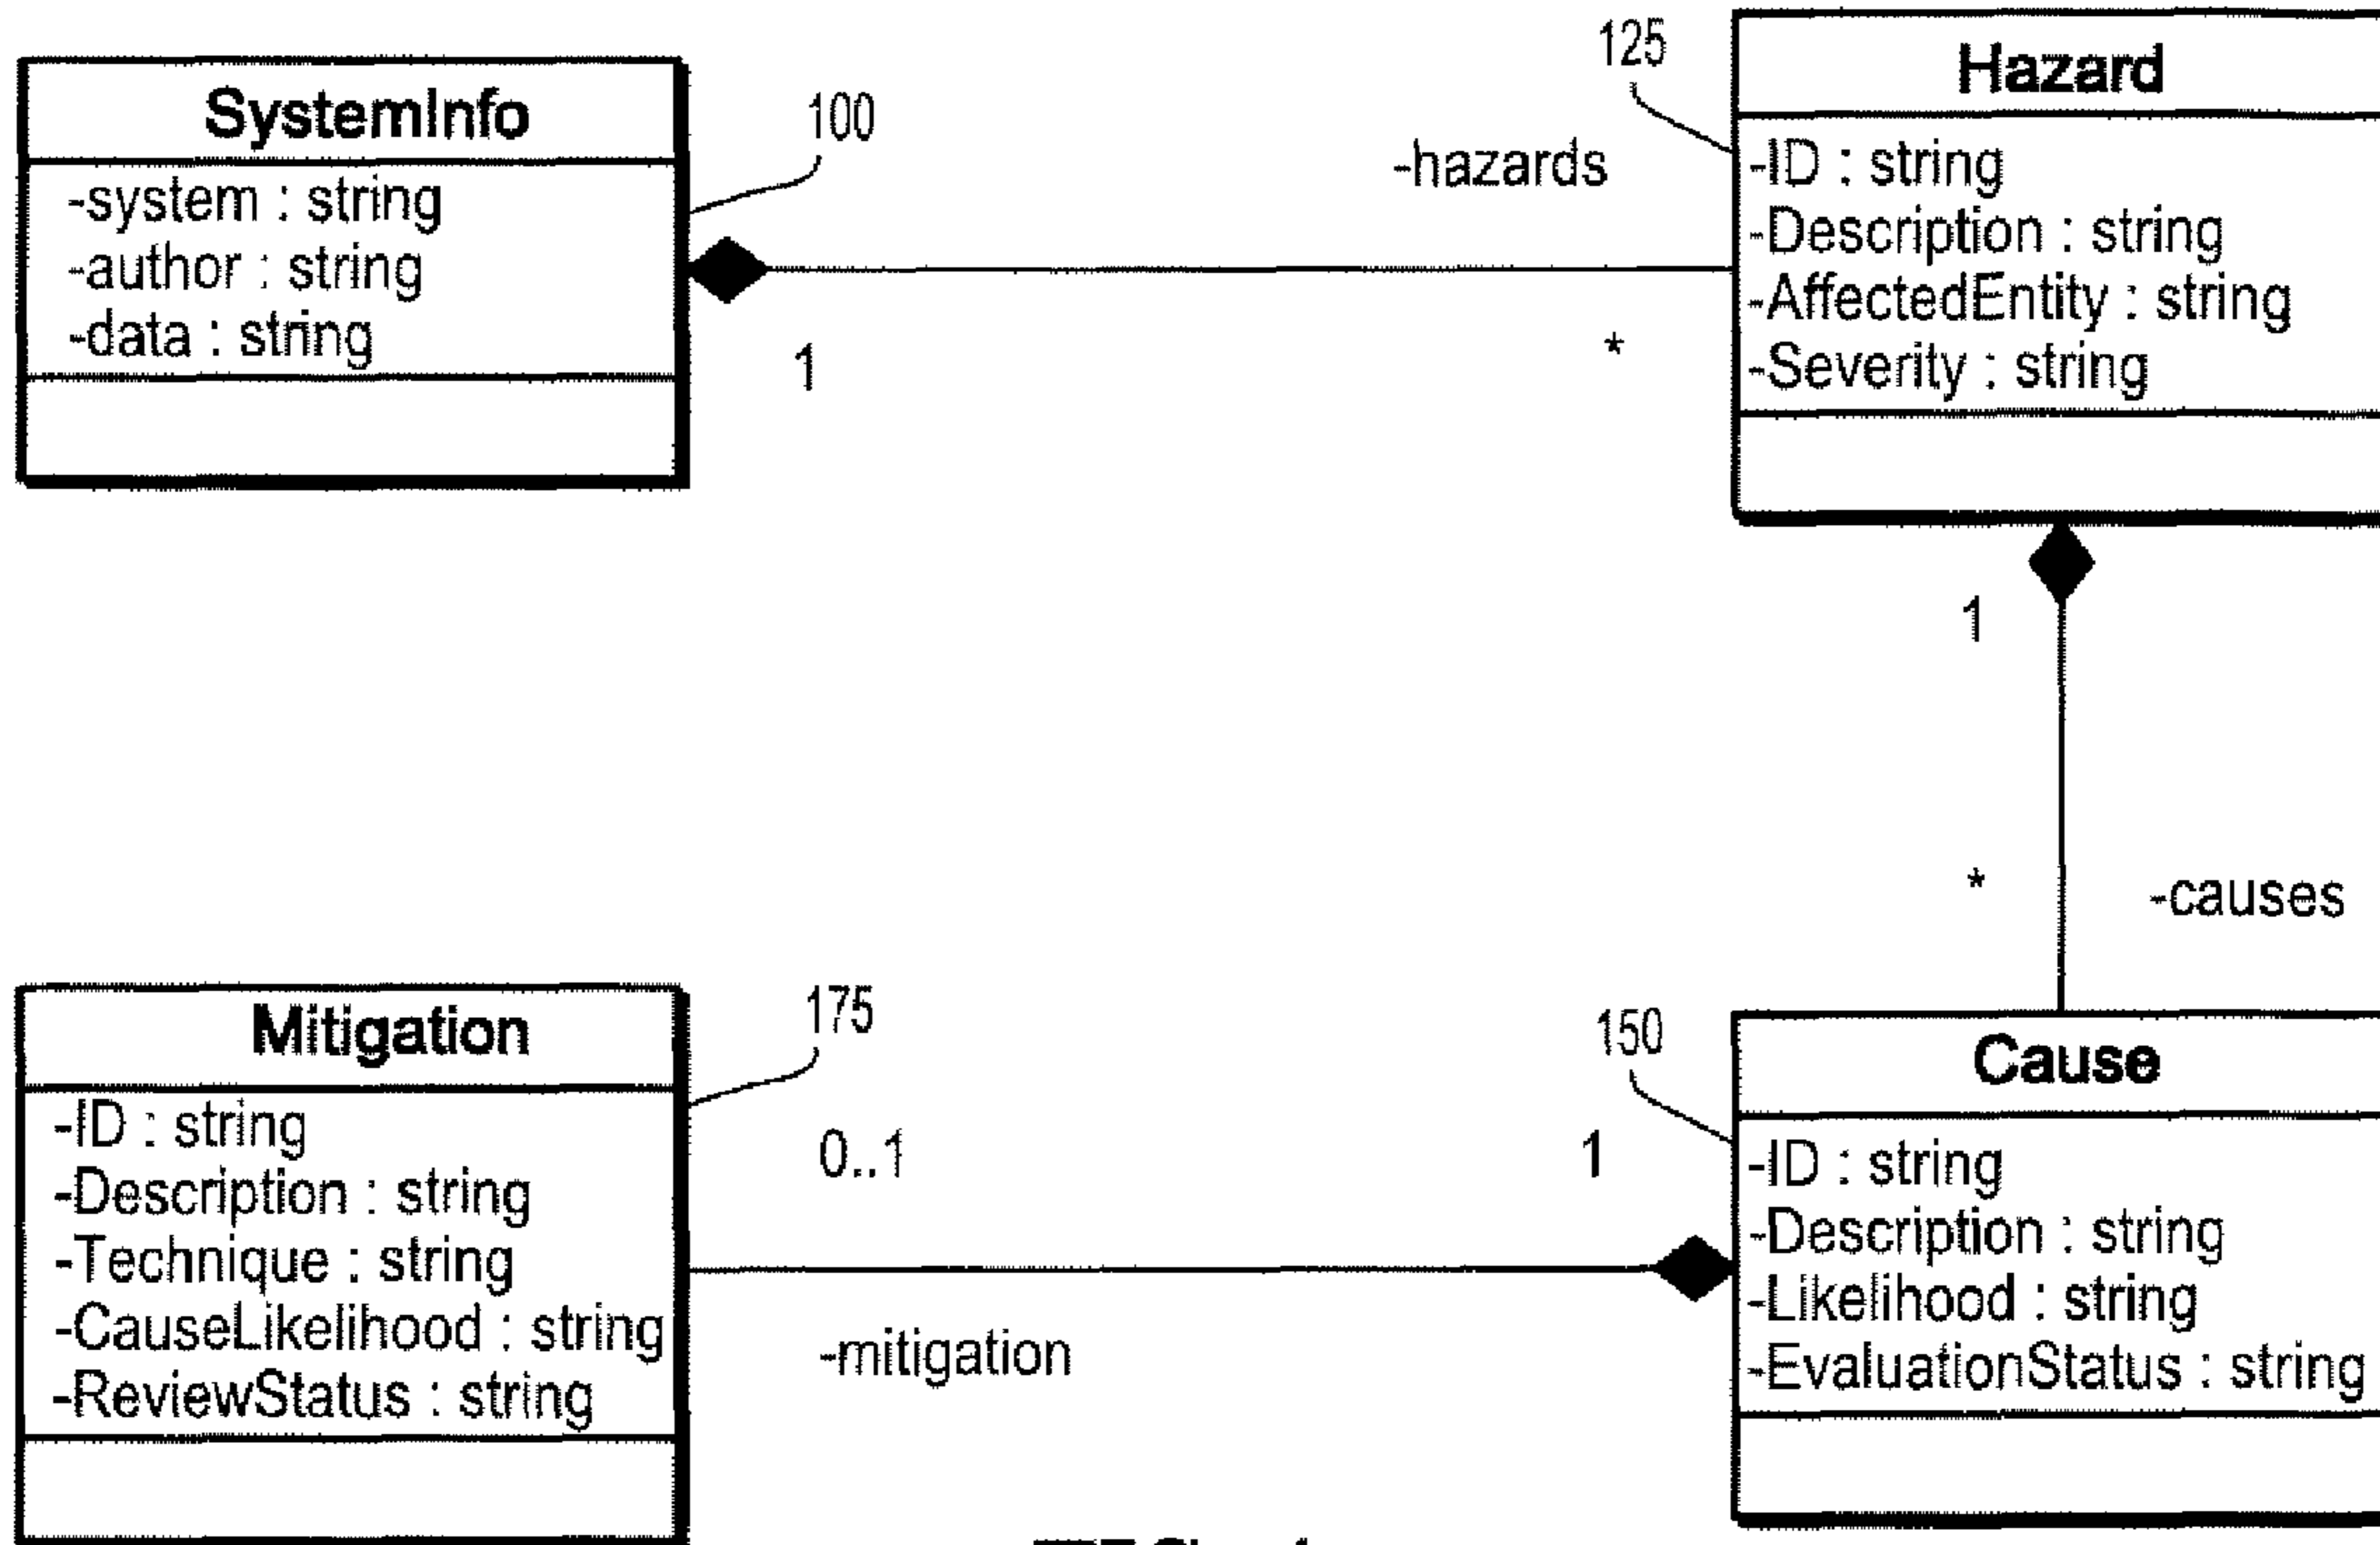 SystemInfo
-system : string
-author : string
-data : string
100
-hazards
1
*
125
Hazard
-ID : string
-Description : string
-AffectedEntity : string
-Severity : string
1
*
-causes
Mitigation
-ID : string
-Description : string
-Technique : string
-CauseLikelihood : string
-ReviewStatus : string
175
0..1
-mitigation
1
150
Cause
-ID : string
-Description : string
-Likelihood : string
-EvaluationStatus : string